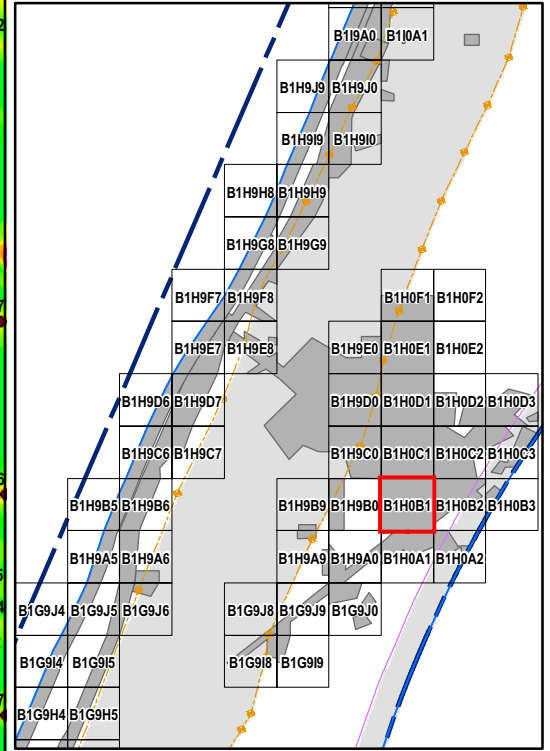 B1I9A0 B1I0A1
B1H9J9 B1H9J0
B1H9I9 B1H9I0
B1H9H8 B1H9H9
B1H9G8 B1H9G9
B1H9F7 B1H9F8 B1H0F1 B1H0F2
B1H9E7 B1H9E8 B1H9E0 B1H0E1 B1H0E2
B1H9D6 B1H9D7 B1H9D0 B1H0D1 B1H0D2 B1H0D3
B1H9C6 B1H9C7 B1H9C0 B1H0C1 B1H0C2 B1H0C3
B1H9B5 B1H9B6 B1H9B9 B1H9B0 B1H0B1 B1H0B2 B1H0B3
B1H9A5 B1H9A6 B1H9A9 B1H9A0 B1H0A1 B1H0A2
B1G9J4 B1G9J5 B1G9J6 B1G9J8 B1G9J9 B1G9J0
B1G9I4 B1G9I5 B1G9I8 B1G9I9
B1G9H4 B1G9H5